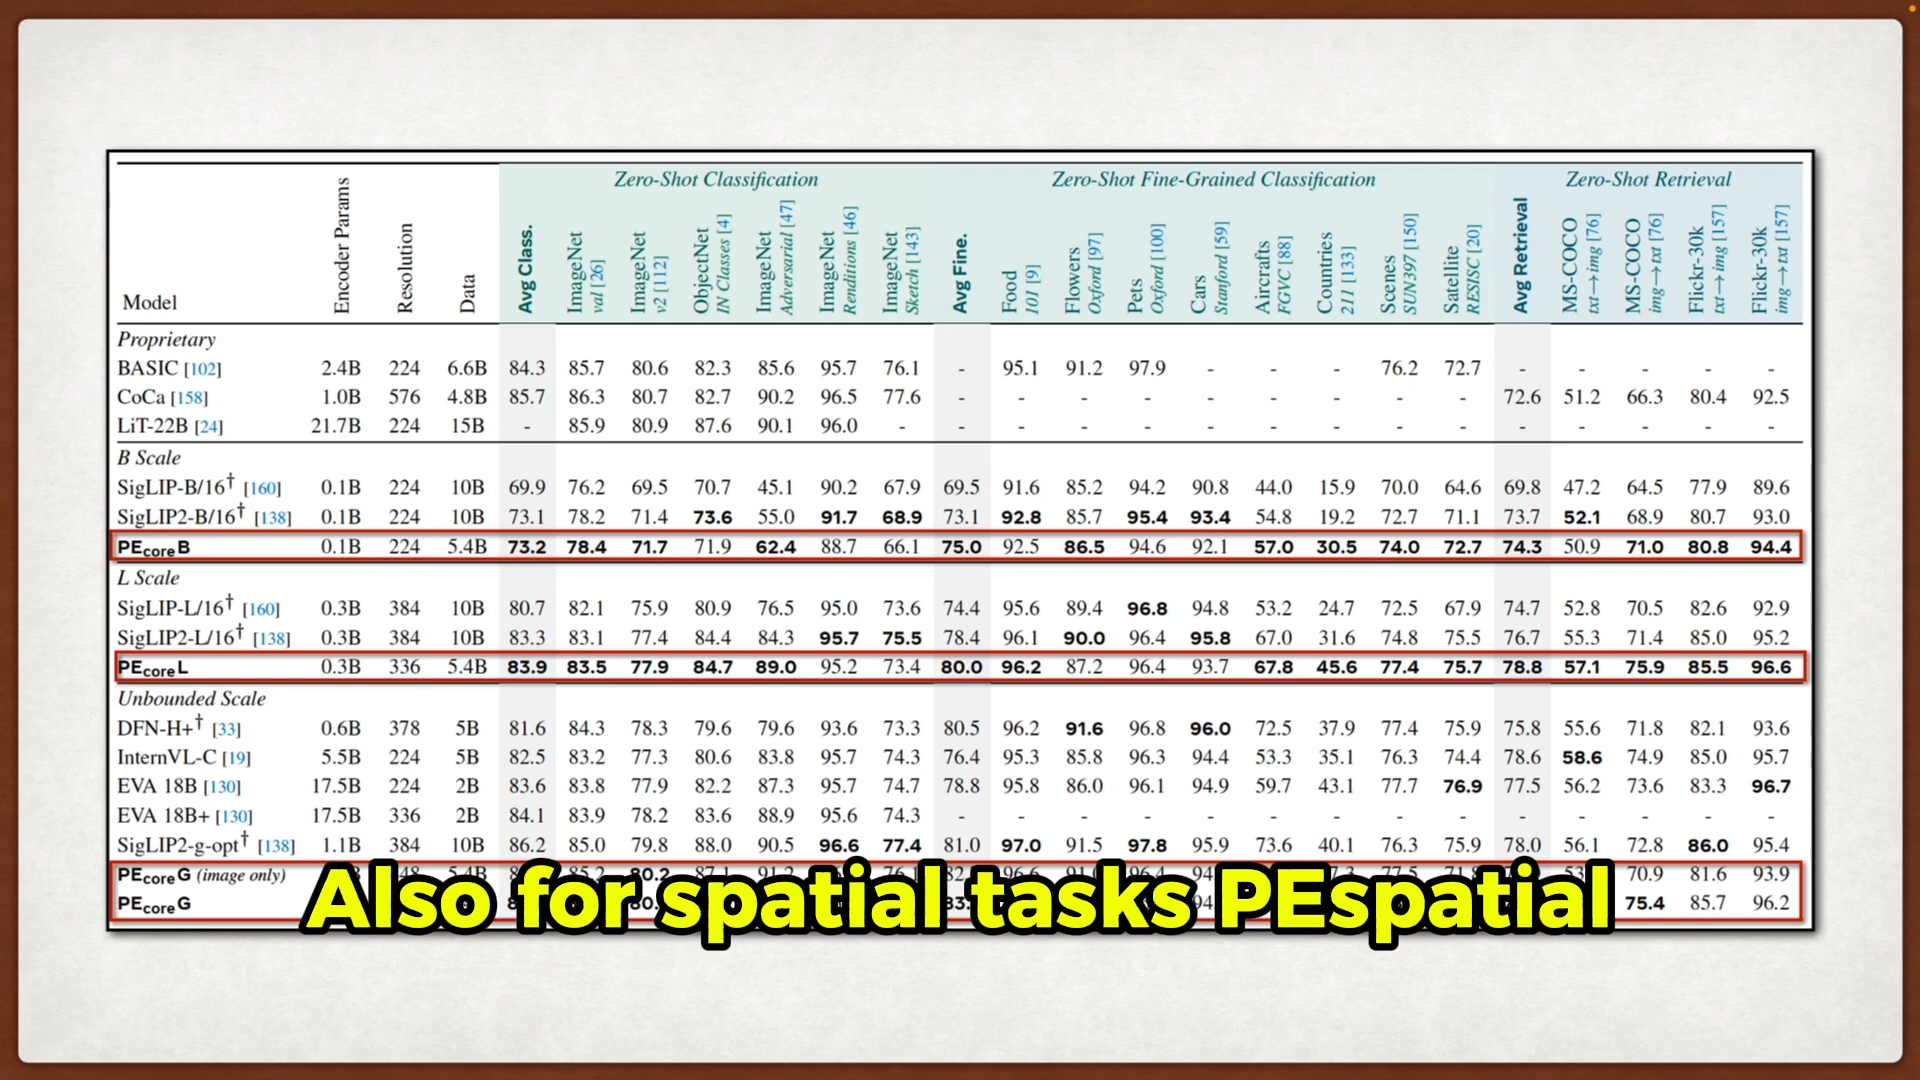 Zero-Shot Classification Zero-Shot Fine-Grained Classification Zero-Shot Retrieval
Model Encoder Params Resolution Data Avg Class. ImageNet val [26] ImageNet v2 [112] ObjectNet IN Classes [4] ImageNet Adversarial [47] ImageNet Renditions [46] ImageNet Sketch [143] Avg Fine. Food 101 [9] Flowers Oxford [97] Pets Oxford [100] Cars Stanford [59] Aircrafts FGVC [88] Countries 211 [133] Scenes SUN397 [150] Satellite RESISC [20] Avg Retrieval MS-COCO txt→img [76] MS-COCO img→txt [76] Flickr-30k txt→img [157] Flickr-30k img→txt [157]
Proprietary
BASIC [102] 2.4B 224 6.6B 84.3 85.7 80.6 82.3 85.6 95.7 76.1 - 95.1 91.2 97.9 - - - 76.2 72.7 - - - - -
CoCa [158] 1.0B 576 4.8B 85.7 86.3 80.7 82.7 90.2 96.5 77.6 - - - - - - - - - 72.6 51.2 66.3 80.4 92.5
LiT-22B [24] 21.7B 224 15B - 85.9 80.9 87.6 90.1 96.0 - - - - - - - - - - - - - - -
B Scale
SigLIP-B/16† [160] 0.1B 224 10B 69.9 76.2 69.5 70.7 45.1 90.2 67.9 69.5 91.6 85.2 94.2 90.8 44.0 15.9 70.0 64.6 69.8 47.2 64.5 77.9 89.6
SigLIP2-B/16† [138] 0.1B 224 10B 73.1 78.2 71.4 73.6 55.0 91.7 68.9 73.1 92.8 85.7 95.4 93.4 54.8 19.2 72.7 71.1 73.7 52.1 68.9 80.7 93.0
PEcoreB 0.1B 224 5.4B 73.2 78.4 71.7 71.9 62.4 88.7 66.1 75.0 92.5 86.5 94.6 92.1 57.0 30.5 74.0 72.7 74.3 50.9 71.0 80.8 94.4
L Scale
SigLIP-L/16† [160] 0.3B 384 10B 80.7 82.1 75.9 80.9 76.5 95.0 73.6 74.4 95.6 89.4 96.8 94.8 53.2 24.7 72.5 67.9 74.7 52.8 70.5 82.6 92.9
SigLIP2-L/16† [138] 0.3B 384 10B 83.3 83.1 77.4 84.4 84.3 95.7 75.5 78.4 96.1 90.0 96.4 95.8 67.0 31.6 74.8 75.5 76.7 55.3 71.4 85.0 95.2
PEcoreL 0.3B 336 5.4B 83.9 83.5 77.9 84.7 89.0 95.2 73.4 80.0 96.2 87.2 96.4 93.7 67.8 45.6 77.4 75.7 78.8 57.1 75.9 85.5 96.6
Unbounded Scale
DFN-H+† [33] 0.6B 378 5B 81.6 84.3 78.3 79.6 79.6 93.6 73.3 80.5 96.2 91.6 96.8 96.0 72.5 37.9 77.4 75.9 75.8 55.6 71.8 82.1 93.6
InternVL-C [19] 5.5B 224 5B 82.5 83.2 77.3 80.6 83.8 95.7 74.3 76.4 95.3 85.8 96.3 94.4 53.3 35.1 76.3 74.4 78.6 58.6 74.9 85.0 95.7
EVA 18B [130] 17.5B 224 2B 83.6 83.8 77.9 82.2 87.3 95.7 74.7 78.8 95.8 86.0 96.1 94.9 59.7 43.1 77.7 76.9 77.5 56.2 73.6 83.3 96.7
EVA 18B+ [130] 17.5B 336 2B 84.1 83.9 78.2 83.6 88.9 95.6 74.3 - - - - - - - - - - - - - -
SigLIP2-g-opt† [138] 1.1B 384 10B 86.2 85.0 79.8 88.0 90.5 96.6 77.4 81.0 97.0 91.5 97.8 95.9 73.6 40.1 76.3 75.9 78.0 56.1 72.8 86.0 95.4
PEcoreG (image only) 80.2 70.9 81.6 93.9
PEcoreG 75.4 85.7 96.2
Also for spatial tasks PEspatial